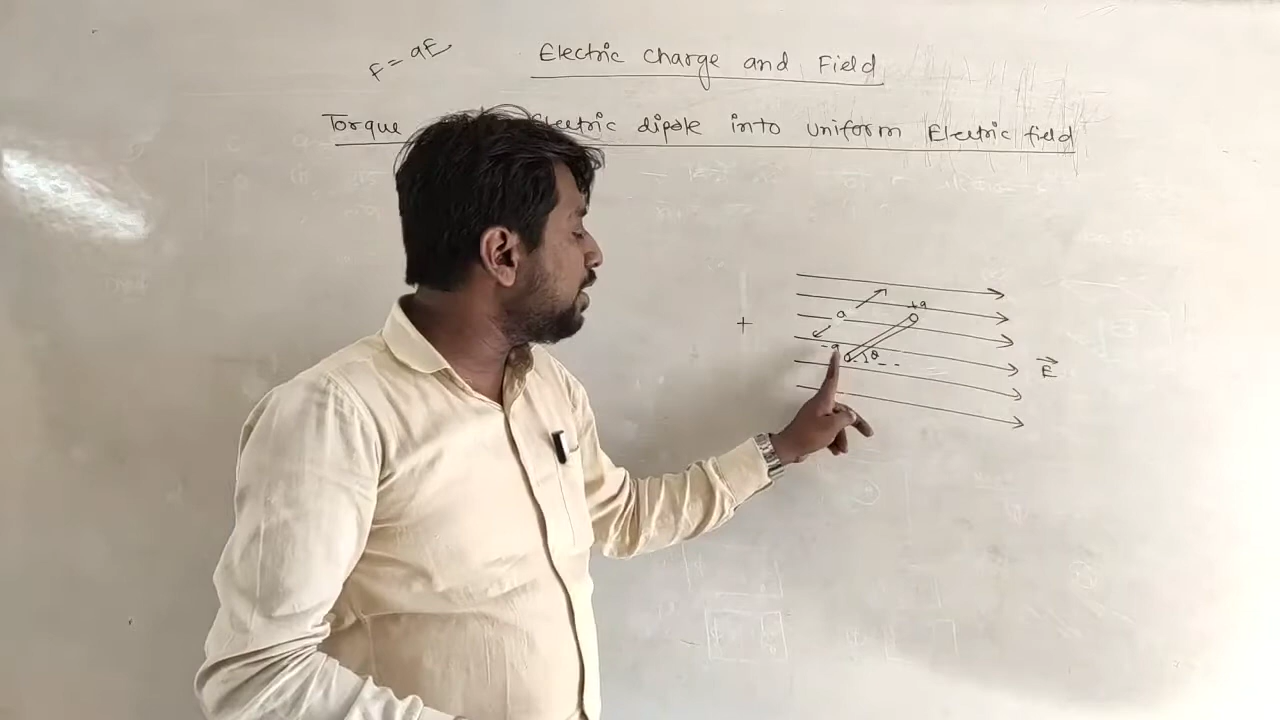 F = qE
Electric Charge and Field
Torque Electric dipole into Uniform Electric field
+q
a
-q
θ
E
+